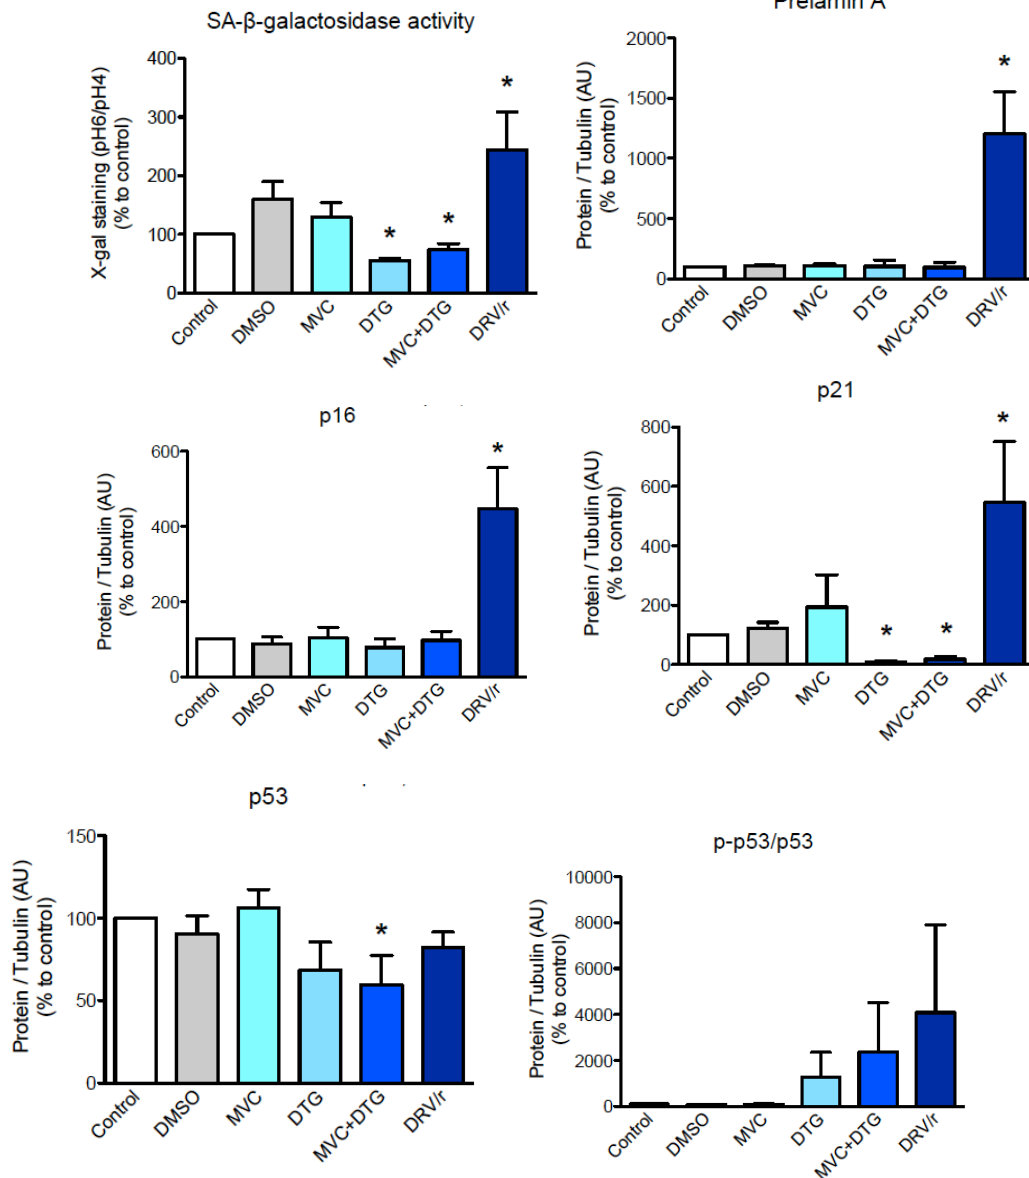 SA-β-galactosidase activity
X-gal staining (pH6/pH4)
(% to control)
400
300
200
100
0
*
*
*
Control
DMSO
MVC
DTG
MVC+DTG
DRV/r
Prelamin A
Protein / Tubulin (AU)
(% to control)
2000
1500
1000
500
0
*
Control
DMSO
MVC
DTG
MVC+DTG
DRV/r
p16
Protein / Tubulin (AU)
(% to control)
600
400
200
0
*
Control
DMSO
MVC
DTG
MVC+DTG
DRV/r
p21
Protein / Tubulin (AU)
(% to control)
800
600
400
200
0
*
*
*
Control
DMSO
MVC
DTG
MVC+DTG
DRV/r
p53
Protein / Tubulin (AU)
(% to control)
150
100
50
0
*
Control
DMSO
MVC
DTG
MVC+DTG
DRV/r
p-p53/p53
Protein / Tubulin (AU)
(% to control)
10000
8000
6000
4000
2000
0
Control
DMSO
MVC
DTG
MVC+DTG
DRV/r